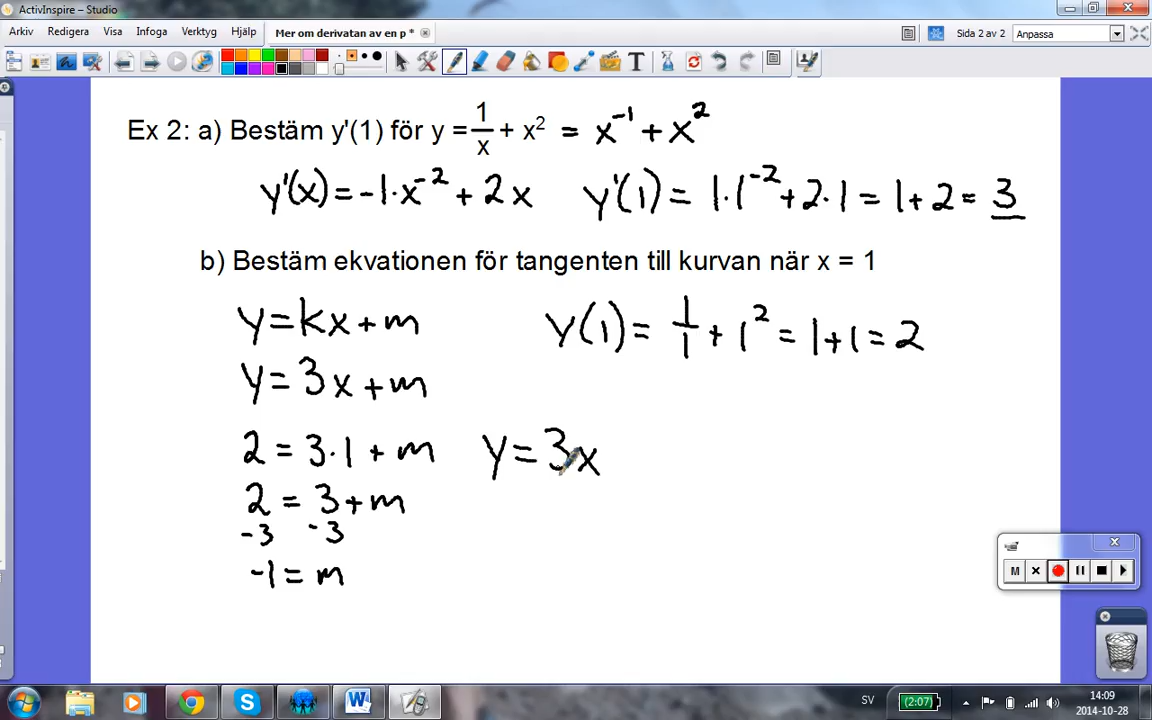 ActivInspire – Studio
Arkiv Redigera Visa Infoga Verktyg Hjälp Mer om derivatan av en p * Sida 2 av 2 Anpassa
Ex 2: a) Bestäm y'(1) för y = 1/x + x² = x⁻¹ + x²
y'(x) = -1·x⁻² + 2x y'(1) = 1·1⁻² + 2·1 = 1+2 = 3
b) Bestäm ekvationen för tangenten till kurvan när x = 1
y = kx + m y(1) = 1/1 + 1² = 1+1 = 2
y = 3x + m
2 = 3·1 + m y = 3x
2 = 3 + m
-3 -3
-1 = m
M
SV (2:07) 14:09
2014-10-28